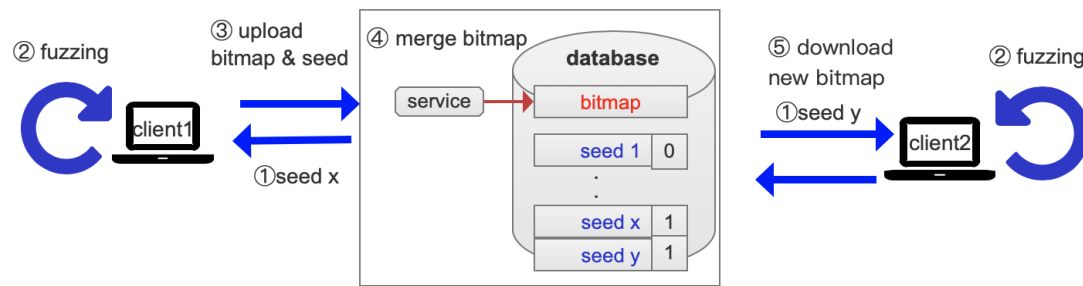 ② fuzzing
client1
③ upload
bitmap & seed
①seed x
④ merge bitmap
database
service
bitmap
seed 1 0
.
.
seed x 1
seed y 1
⑤ download
new bitmap
①seed y
② fuzzing
client2